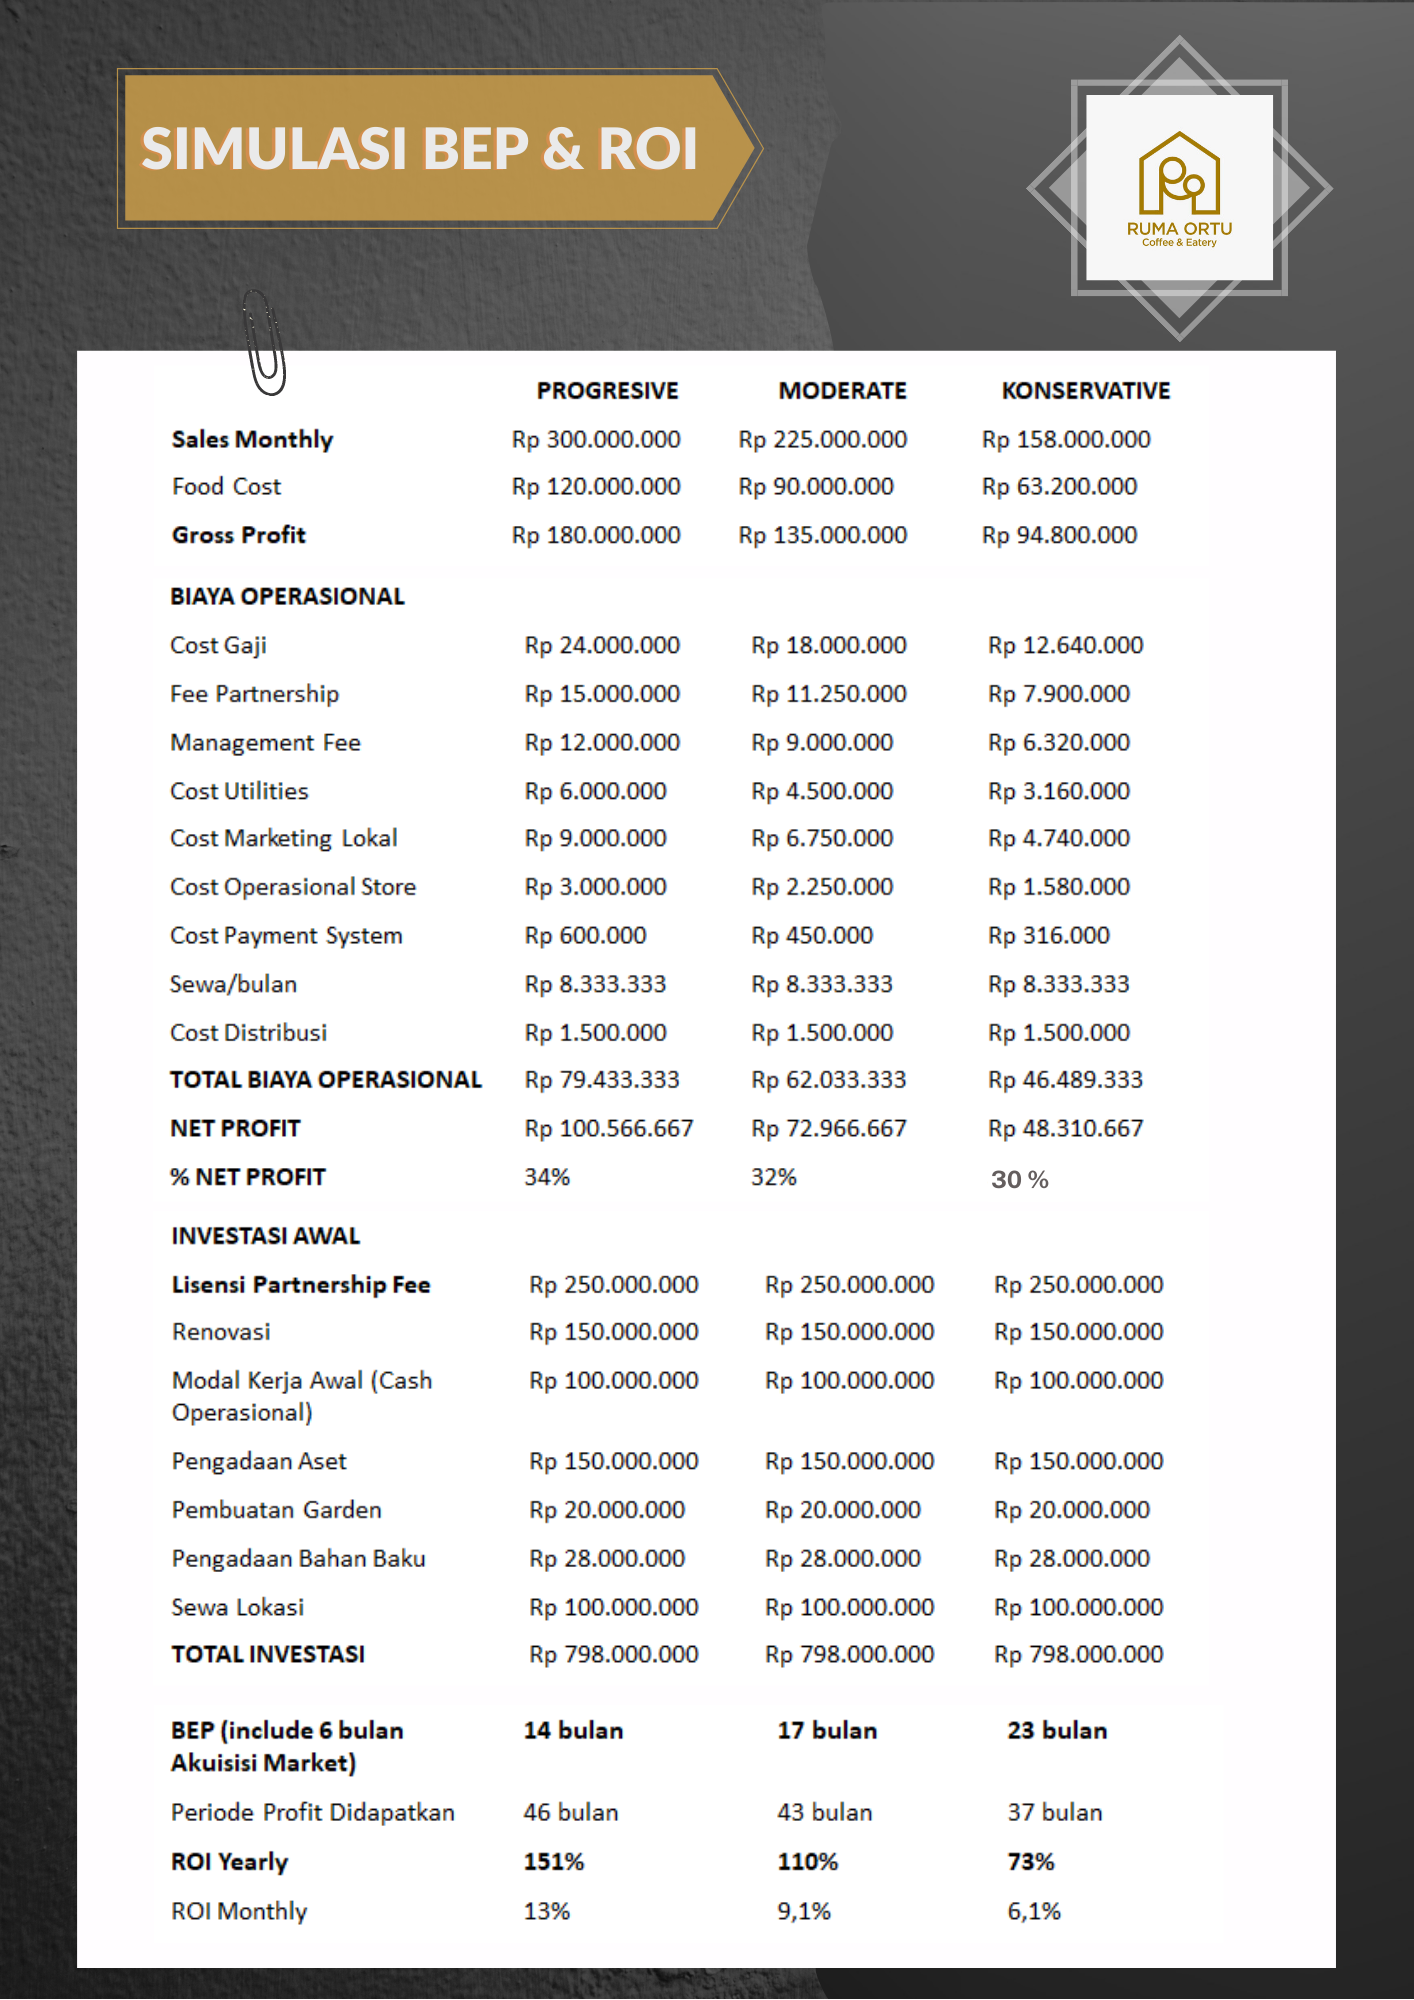 SIMULASI BEP & ROI
RUMA ORTU
Coffee & Eatery
PROGRESIVE MODERATE KONSERVATIVE
Sales Monthly Rp 300.000.000 Rp 225.000.000 Rp 158.000.000
Food Cost Rp 120.000.000 Rp 90.000.000 Rp 63.200.000
Gross Profit Rp 180.000.000 Rp 135.000.000 Rp 94.800.000
BIAYA OPERASIONAL
Cost Gaji Rp 24.000.000 Rp 18.000.000 Rp 12.640.000
Fee Partnership Rp 15.000.000 Rp 11.250.000 Rp 7.900.000
Management Fee Rp 12.000.000 Rp 9.000.000 Rp 6.320.000
Cost Utilities Rp 6.000.000 Rp 4.500.000 Rp 3.160.000
Cost Marketing Lokal Rp 9.000.000 Rp 6.750.000 Rp 4.740.000
Cost Operasional Store Rp 3.000.000 Rp 2.250.000 Rp 1.580.000
Cost Payment System Rp 600.000 Rp 450.000 Rp 316.000
Sewa/bulan Rp 8.333.333 Rp 8.333.333 Rp 8.333.333
Cost Distribusi Rp 1.500.000 Rp 1.500.000 Rp 1.500.000
TOTAL BIAYA OPERASIONAL Rp 79.433.333 Rp 62.033.333 Rp 46.489.333
NET PROFIT Rp 100.566.667 Rp 72.966.667 Rp 48.310.667
% NET PROFIT 34% 32% 30 %
INVESTASI AWAL
Lisensi Partnership Fee Rp 250.000.000 Rp 250.000.000 Rp 250.000.000
Renovasi Rp 150.000.000 Rp 150.000.000 Rp 150.000.000
Modal Kerja Awal (Cash Rp 100.000.000 Rp 100.000.000 Rp 100.000.000
Operasional)
Pengadaan Aset Rp 150.000.000 Rp 150.000.000 Rp 150.000.000
Pembuatan Garden Rp 20.000.000 Rp 20.000.000 Rp 20.000.000
Pengadaan Bahan Baku Rp 28.000.000 Rp 28.000.000 Rp 28.000.000
Sewa Lokasi Rp 100.000.000 Rp 100.000.000 Rp 100.000.000
TOTAL INVESTASI Rp 798.000.000 Rp 798.000.000 Rp 798.000.000
BEP (include 6 bulan 14 bulan 17 bulan 23 bulan
Akuisisi Market)
Periode Profit Didapatkan 46 bulan 43 bulan 37 bulan
ROI Yearly 151% 110% 73%
ROI Monthly 13% 9,1% 6,1%